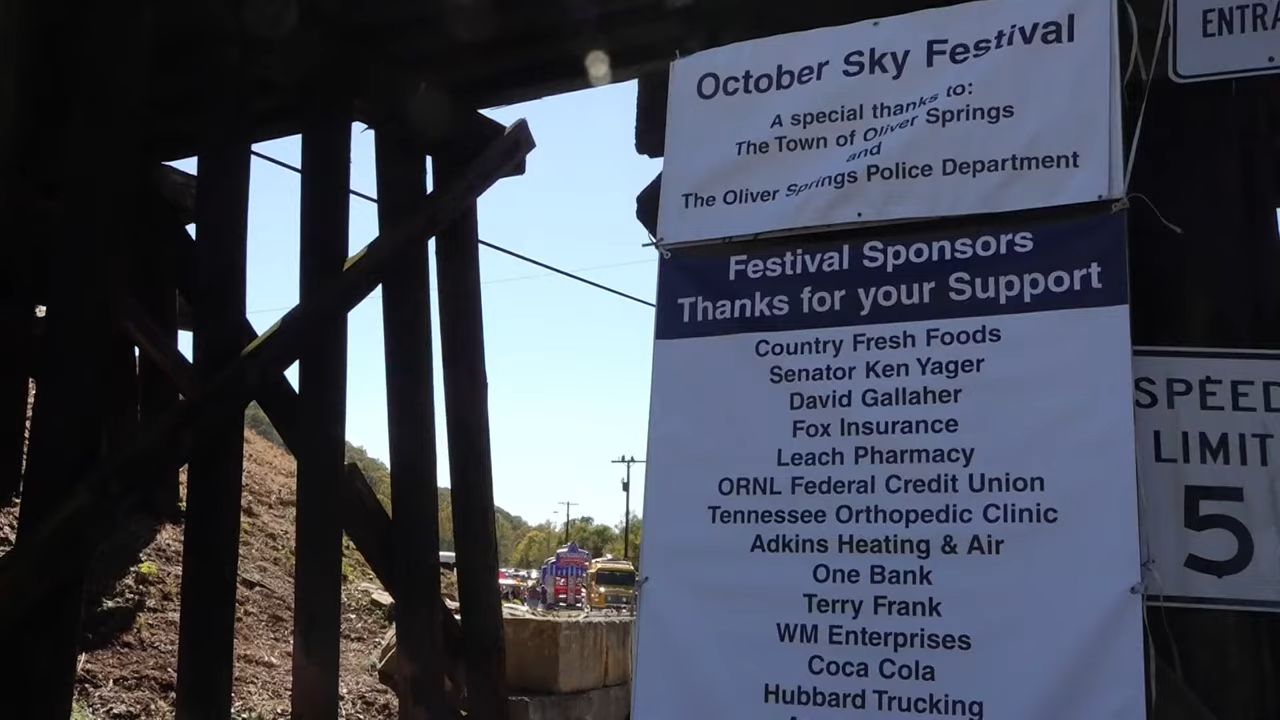 October Sky Festival
A special thanks to:
The Town of Oliver Springs
and
The Oliver Springs Police Department
Festival Sponsors
Thanks for your Support
Country Fresh Foods
Senator Ken Yager
David Gallaher
Fox Insurance
Leach Pharmacy
ORNL Federal Credit Union
Tennessee Orthopedic Clinic
Adkins Heating & Air
One Bank
Terry Frank
WM Enterprises
Coca Cola
Hubbard Trucking
ENTRA
SPEED
LIMIT
5